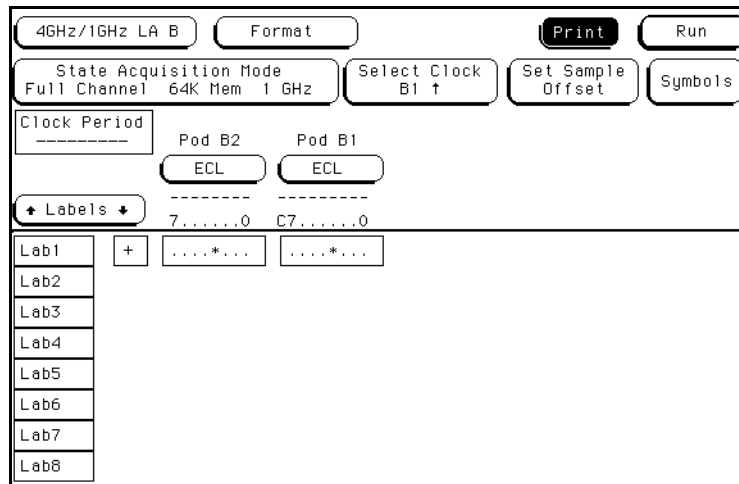 4GHz/1GHz LA B Format Print Run
State Acquisition Mode Select Clock Set Sample Symbols
Full Channel 64K Mem 1 GHz B1 ↑ Offset
Clock Period
---------
Pod B2 Pod B1
ECL ECL
-------- ---------
↑ Labels ↓
7......0 C7......0
Lab1 + ....*... ....*...
Lab2
Lab3
Lab4
Lab5
Lab6
Lab7
Lab8